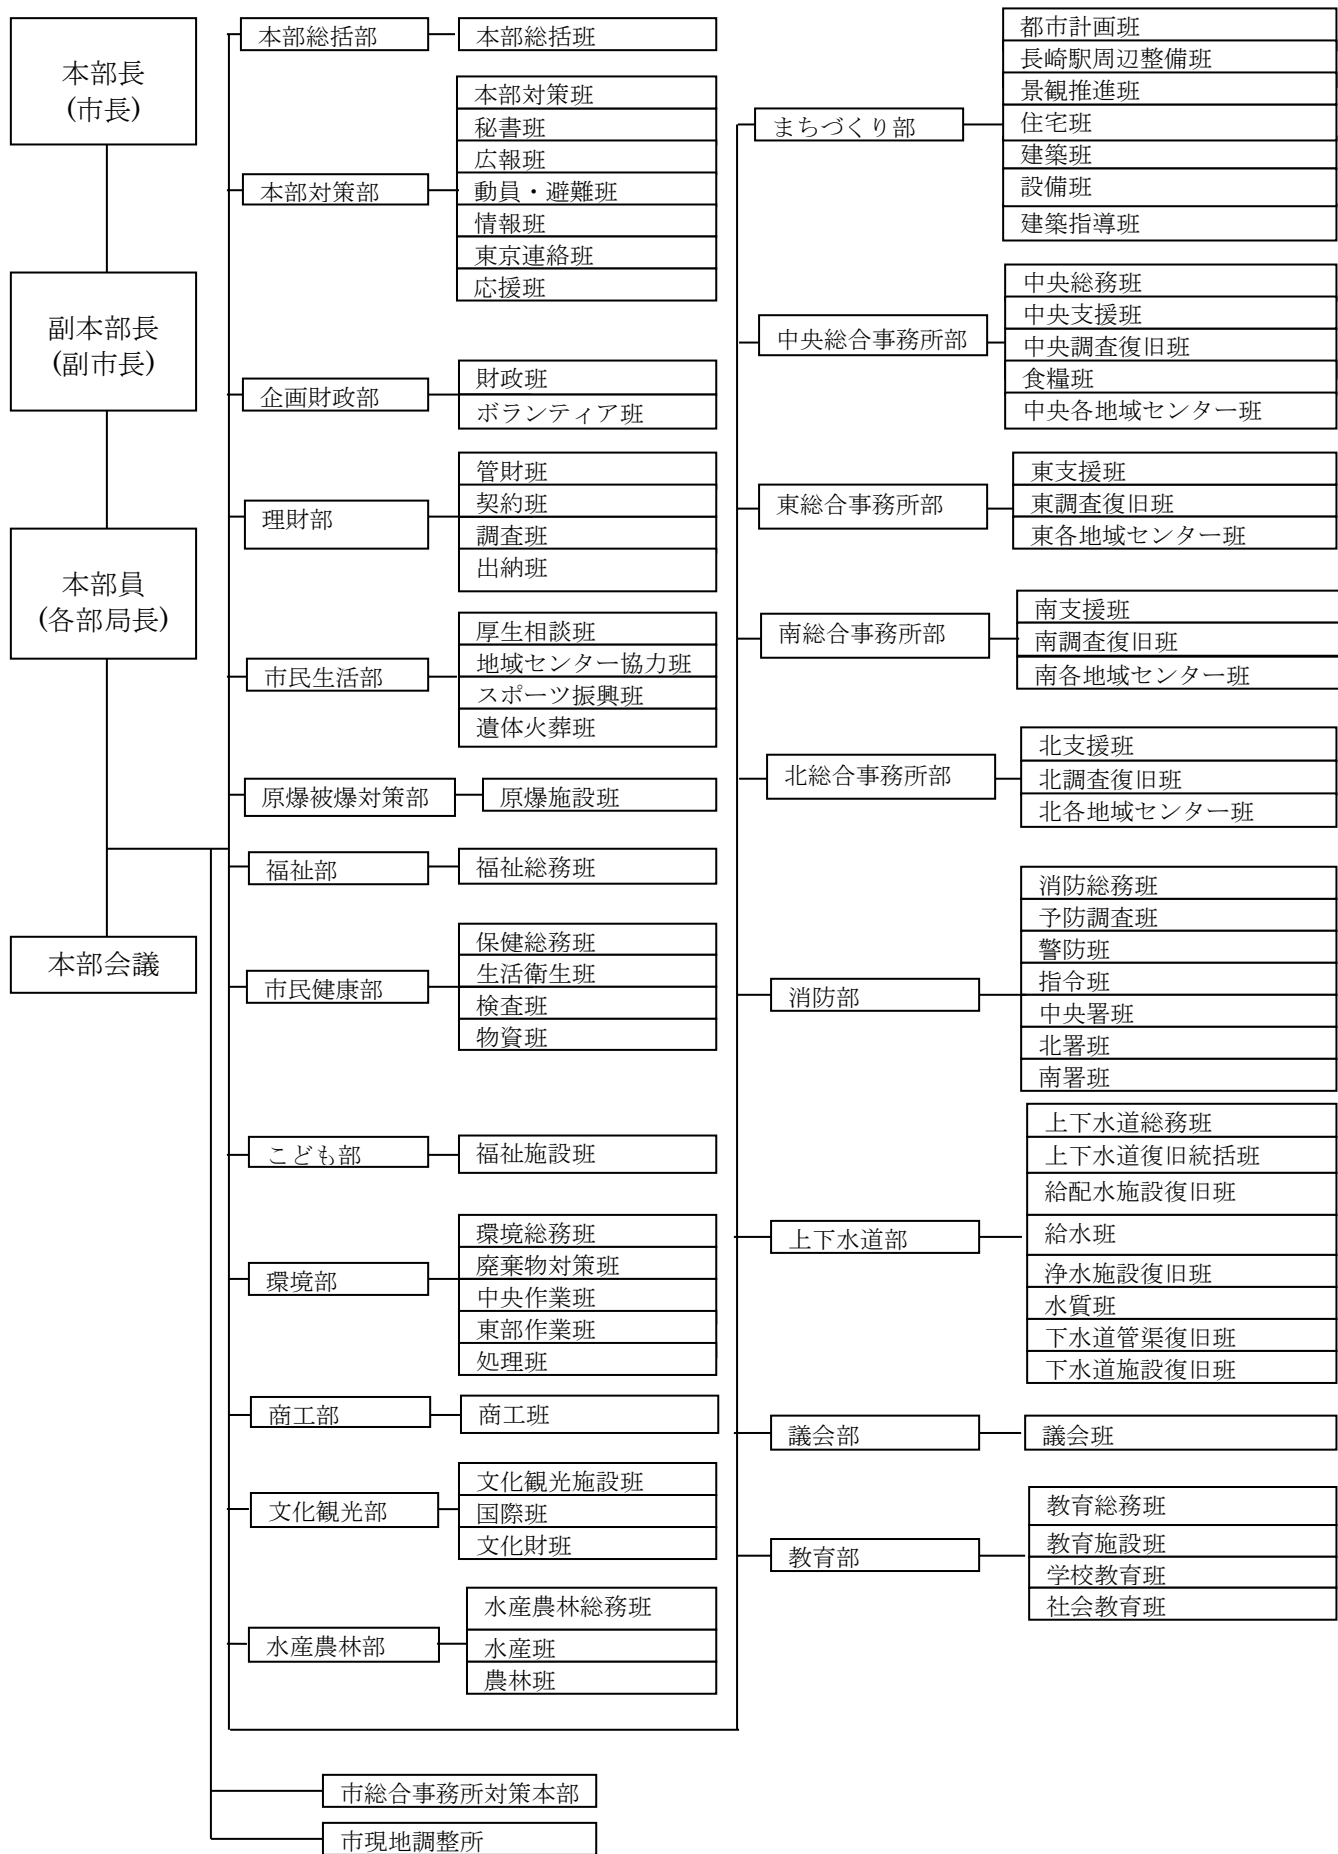 本部長
(市長)
副本部長
(副市長)
本部員
(各部局長)
本部会議
本部総括部
本部総括班
本部対策部
本部対策班
秘書班
広報班
動員・避難班
情報班
東京連絡班
応援班
企画財政部
財政班
ボランティア班
理財部
管財班
契約班
調査班
出納班
市民生活部
厚生相談班
地域センター協力班
スポーツ振興班
遺体火葬班
原爆被爆対策部
原爆施設班
福祉部
福祉総務班
市民健康部
保健総務班
生活衛生班
検査班
物資班
こども部
福祉施設班
環境部
環境総務班
廃棄物対策班
中央作業班
東部作業班
処理班
商工部
商工班
文化観光部
文化観光施設班
国際班
文化財班
水産農林部
水産農林総務班
水産班
農林班
まちづくり部
都市計画班
長崎駅周辺整備班
景観推進班
住宅班
建築班
設備班
建築指導班
中央総合事務所部
中央総務班
中央支援班
中央調査復旧班
食糧班
中央各地域センター班
東総合事務所部
東支援班
東調査復旧班
東各地域センター班
南総合事務所部
南支援班
南調査復旧班
南各地域センター班
北総合事務所部
北支援班
北調査復旧班
北各地域センター班
消防部
消防総務班
予防調査班
警防班
指令班
中央署班
北署班
南署班
上下水道部
上下水道総務班
上下水道復旧統括班
給配水施設復旧班
給水班
浄水施設復旧班
水質班
下水道管渠復旧班
下水道施設復旧班
議会部
議会班
教育部
教育総務班
教育施設班
学校教育班
社会教育班
市総合事務所対策本部
市現地調整所